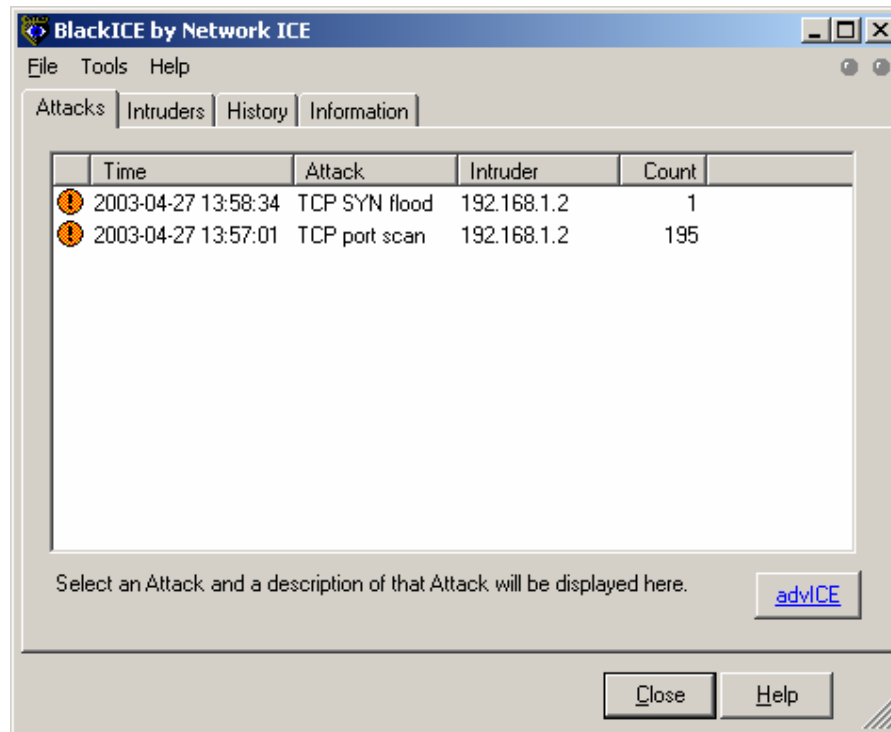 BlackICE by Network ICE
File Tools Help
Attacks Intruders History Information
Time Attack Intruder Count
2003-04-27 13:58:34 TCP SYN flood 192.168.1.2 1
2003-04-27 13:57:01 TCP port scan 192.168.1.2 195
Select an Attack and a description of that Attack will be displayed here.
advICE
Close Help